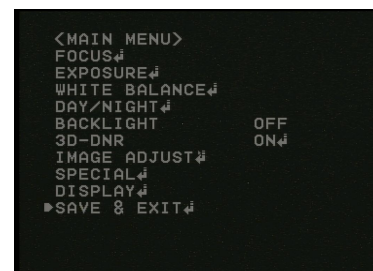 <MAIN MENU>
FOCUS↲
EXPOSURE↲
WHITE BALANCE↲
DAY/NIGHT↲
BACKLIGHT OFF
3D-DNR ON↲
IMAGE ADJUST↲
SPECIAL↲
DISPLAY↲
▶SAVE & EXIT↲